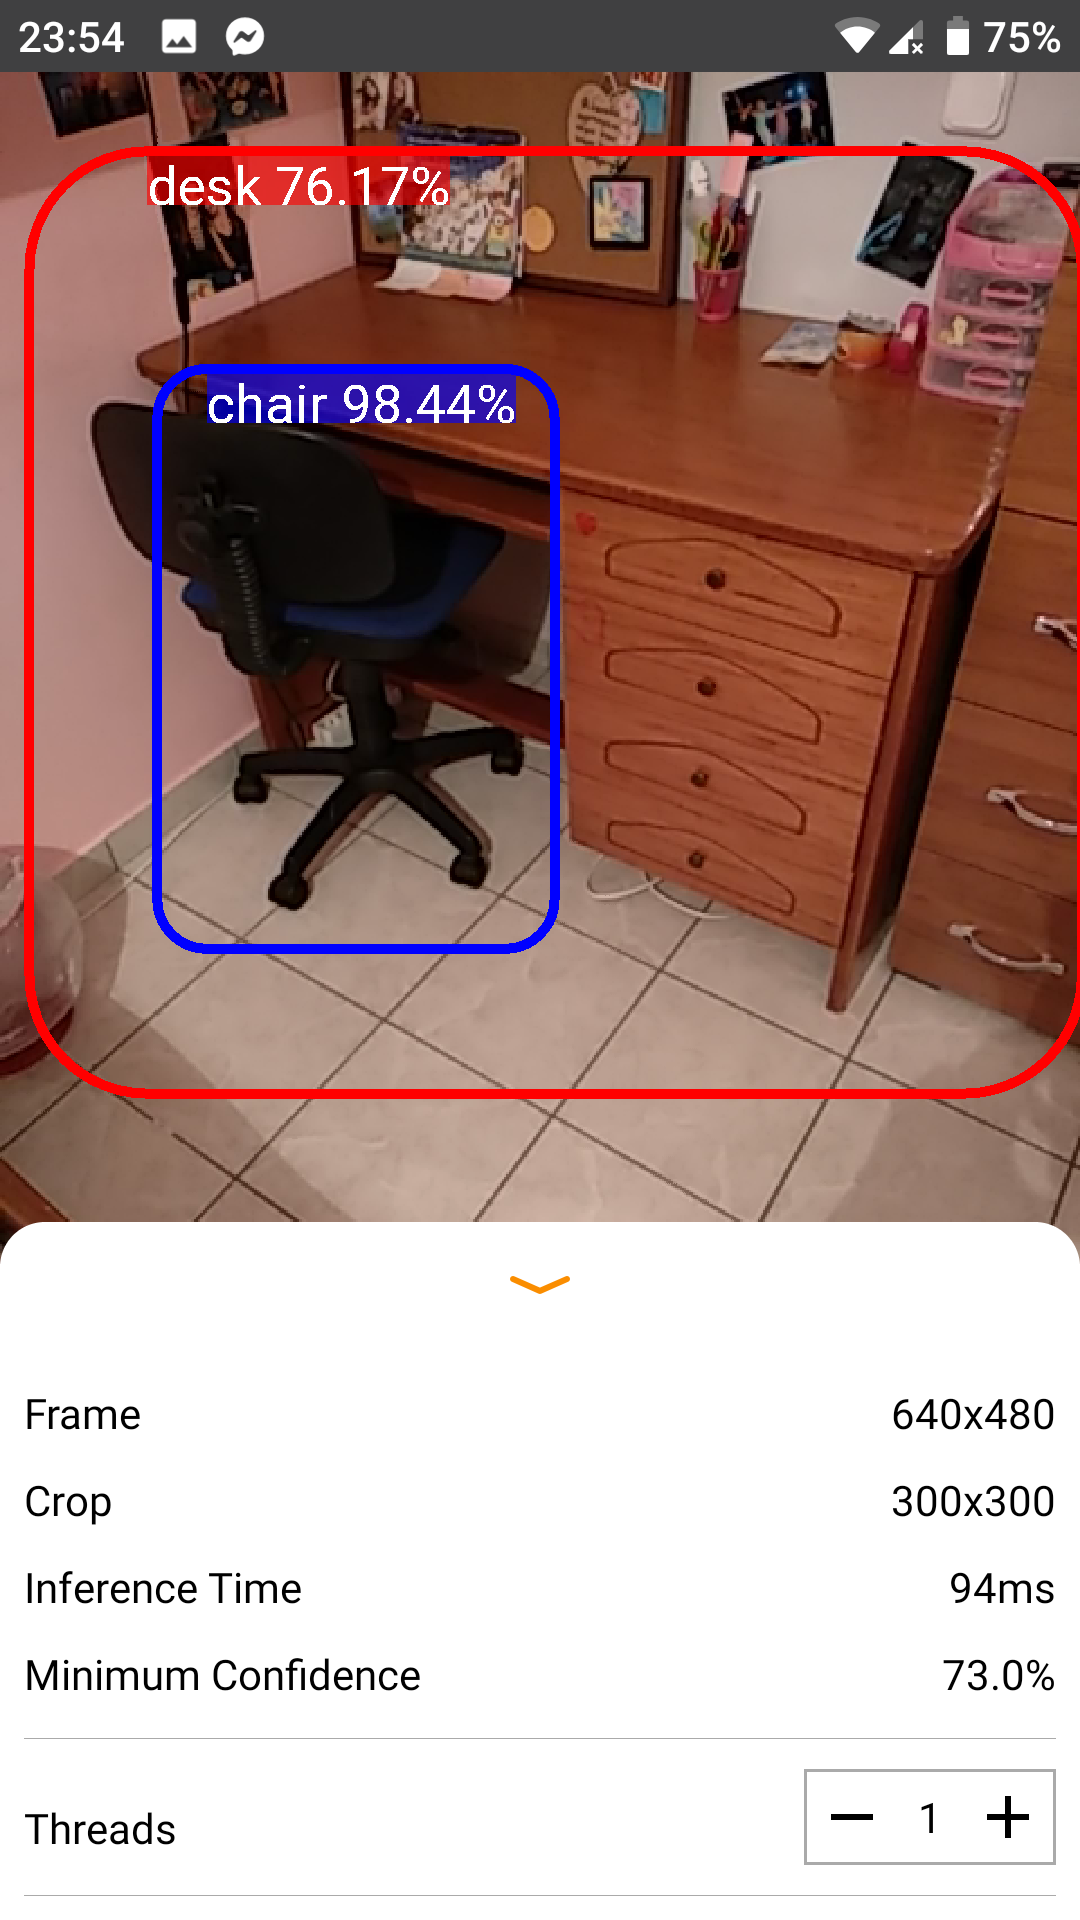 23:54
75%
desk 76.17%
chair 98.44%
Frame 640x480
Crop 300x300
Inference Time 94ms
Minimum Confidence 73.0%
Threads 1